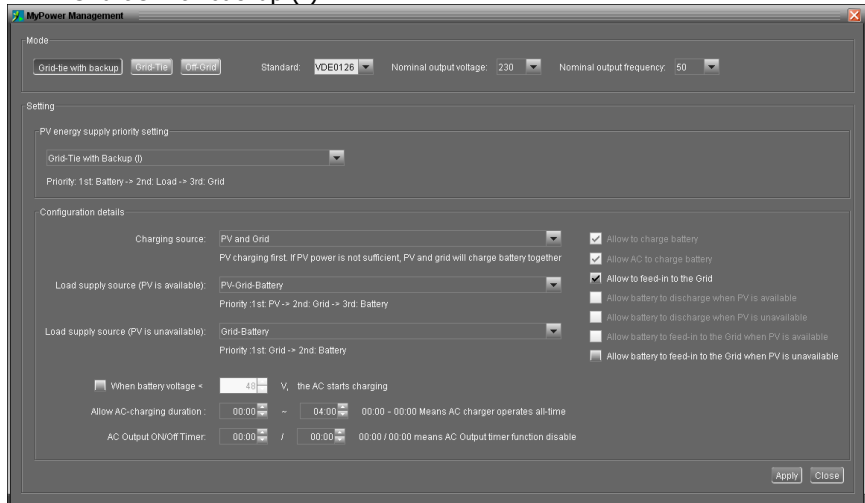 MyPower Management
Mode
Grid-tie with backup Grid-Tie Off-Grid Standard: VDE0126 Nominal output voltage: 230 Nominal output frequency: 50
Setting
PV energy supply priority setting
Grid-Tie with Backup (I)
Priority: 1st: Battery -> 2nd: Load -> 3rd: Grid
Configuration details
Charging source: PV and Grid
PV charging first. If PV power is not sufficient, PV and grid will charge battery together
Load supply source (PV is available): PV-Grid-Battery
Priority :1st: PV-> 2nd: Grid -> 3rd: Battery
Load supply source (PV is unavailable): Grid-Battery
Priority :1st: Grid -> 2nd: Battery
When battery voltage < 48 V, the AC starts charging
Allow AC-charging duration : 00:00 ~ 04:00 00:00 - 00:00 Means AC charger operates all-time
AC Output ON/Off Timer: 00:00 / 00:00 00:00 / 00:00 means AC Output timer function disable
Allow to charge battery
Allow AC to charge battery
Allow to feed-in to the Grid
Allow battery to discharge when PV is available
Allow battery to discharge when PV is unavailable
Allow battery to feed-in to the Grid when PV is available
Allow battery to feed-in to the Grid when PV is unavailable
Apply Close